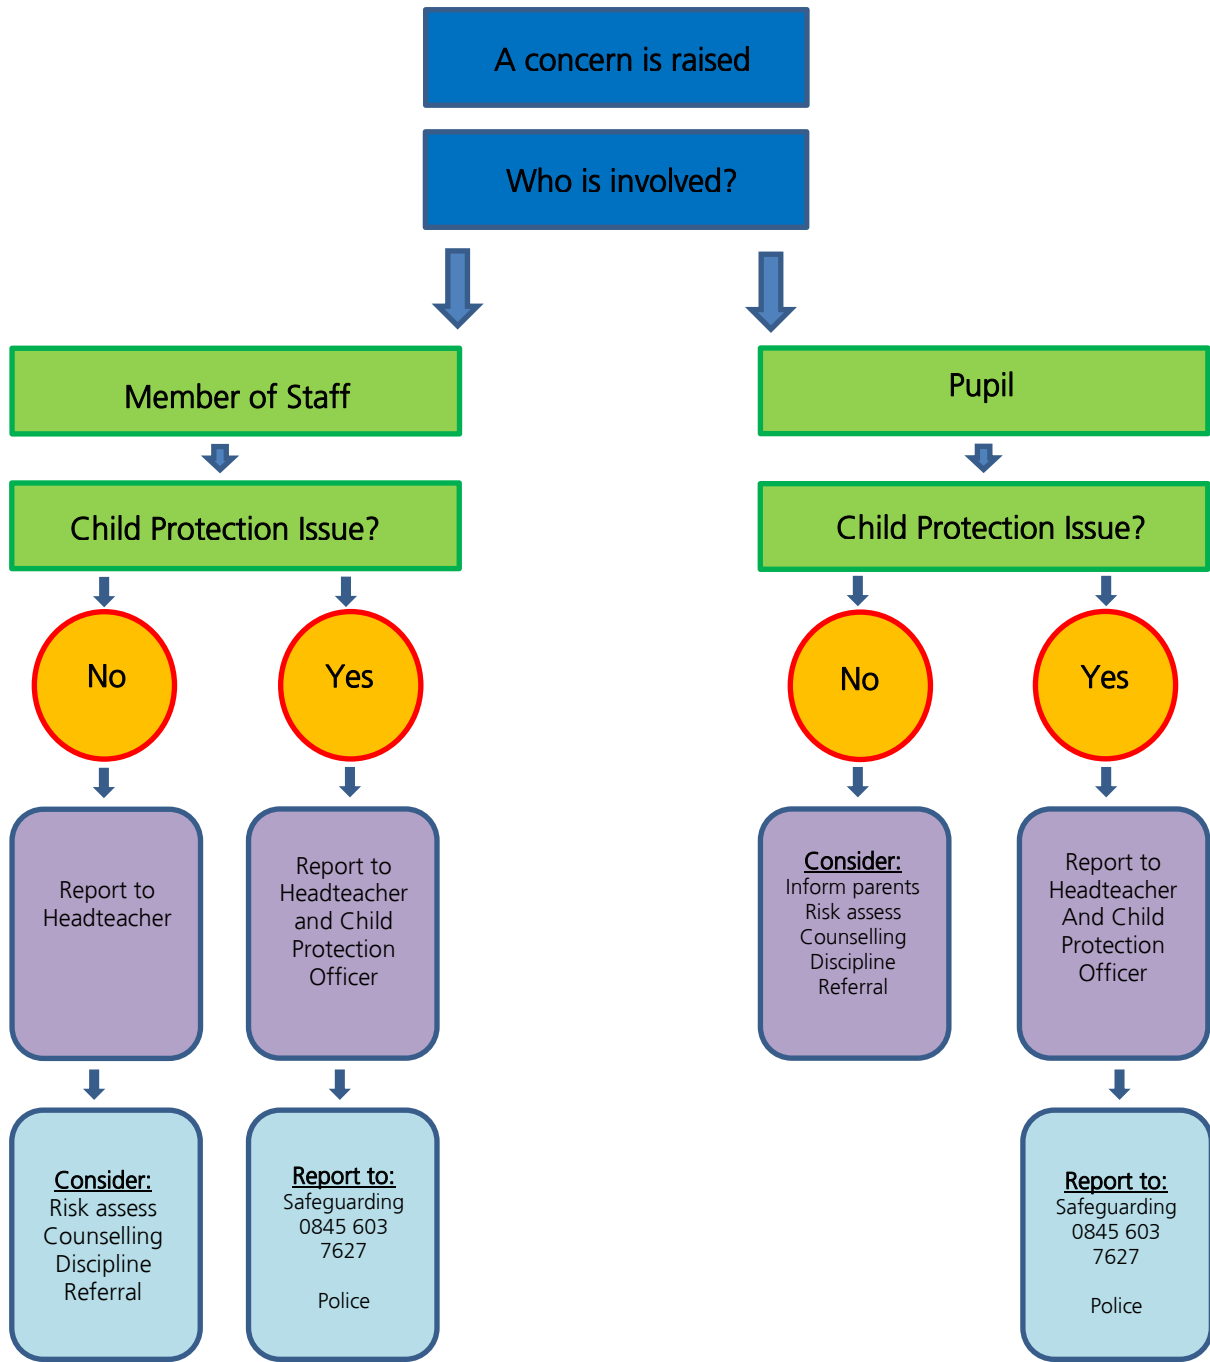 A concern is raised
Who is involved?
Member of Staff
Pupil
Child Protection Issue?
Child Protection Issue?
No
Yes
No
Yes
Report to
Headteacher
Report to
Headteacher
and Child
Protection
Officer
Consider:
Inform parents
Risk assess
Counselling
Discipline
Referral
Report to
Headteacher
And Child
Protection
Officer
Consider:
Risk assess
Counselling
Discipline
Referral
Report to:
Safeguarding
0845 603
7627
Police
Report to:
Safeguarding
0845 603
7627
Police